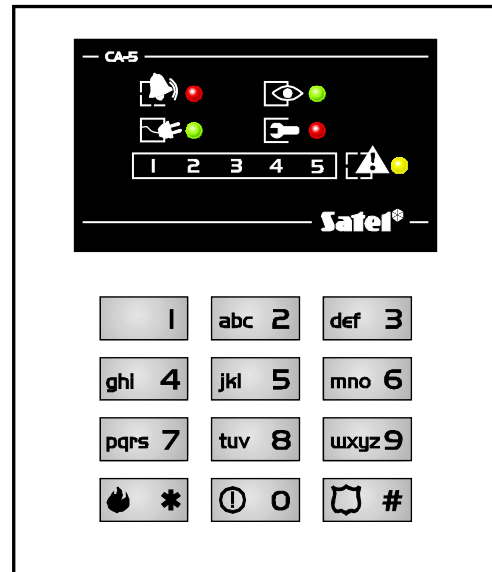 CA-5
1 2 3 4 5
Satel®
1 abc 2 def 3
ghi 4 jkl 5 mno 6
pqrs 7 tuv 8 wxyz 9
* 0 #